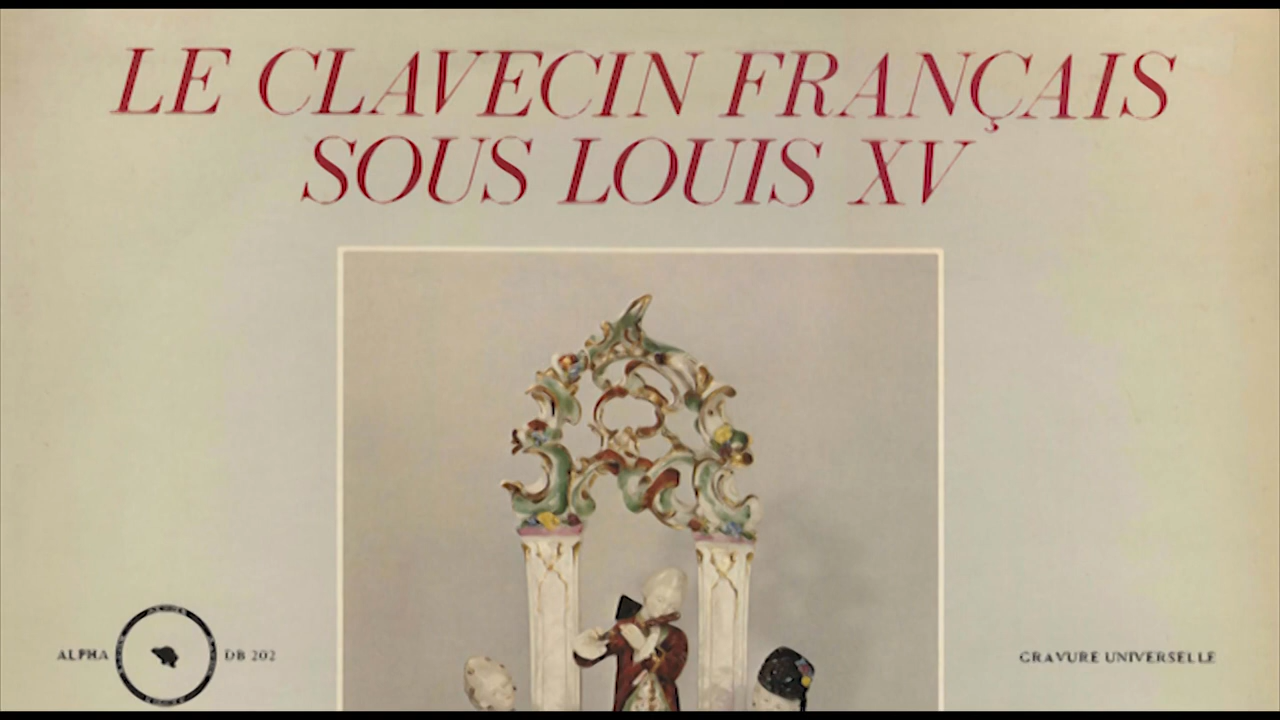 LE CLAVECIN FRANÇAIS
SOUS LOUIS XV
ALPHA DB 202
GRAVURE UNIVERSELLE